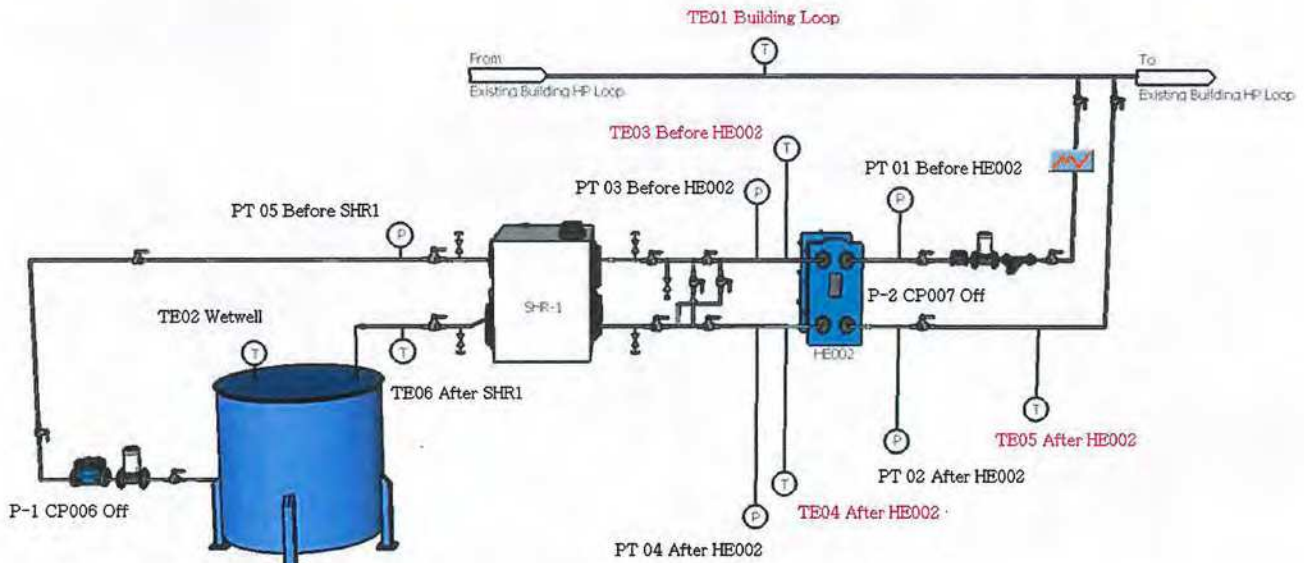 TE01 Building Loop
T
From
Existing Building HP Loop
To
Existing Building HP Loop
TE03 Before HE002
T
PT 03 Before HE002
P
PT 01 Before HE002
P
PT 05 Before SHR1
P
SHR-1
P-2 CP007 Off
HE002
TE02 Wetwell
T
T
TE06 After SHR1
T
TE05 After HE002
P
PT 02 After HE002
T
TE04 After HE002
P
PT 04 After HE002
P-1 CP006 Off